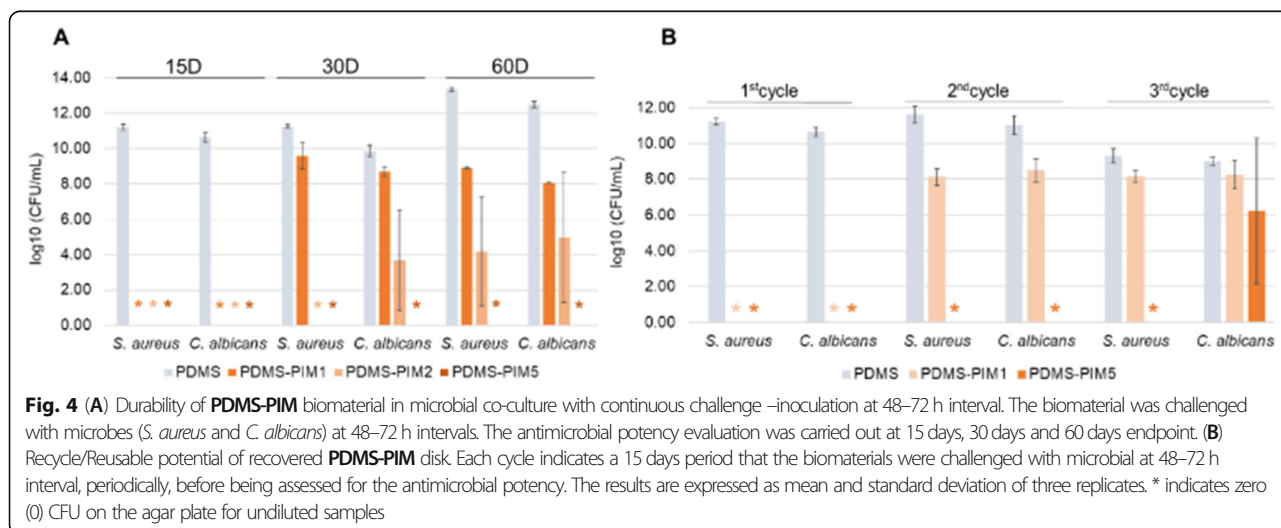 A
15D 30D 60D
14.00
12.00
10.00
8.00
6.00
4.00
2.00
0.00
log10 (CFU/mL)
* * * * * * * * * * *
S. aureus C. albicans S. aureus C. albicans S. aureus C. albicans
PDMS PDMS-PIM1 PDMS-PIM2 PDMS-PIM5
B
1st cycle 2nd cycle 3rd cycle
12.00
10.00
8.00
6.00
4.00
2.00
0.00
log10 (CFU/mL)
* * * * * * *
S. aureus C. albicans S. aureus C. albicans S. aureus C. albicans
PDMS PDMS-PIM1 PDMS-PIM5
Fig. 4 (A) Durability of PDMS-PIM biomaterial in microbial co-culture with continuous challenge –inoculation at 48–72 h interval. The biomaterial was challenged
with microbes (S. aureus and C. albicans) at 48–72 h intervals. The antimicrobial potency evaluation was carried out at 15 days, 30 days and 60 days endpoint. (B)
Recycle/Reusable potential of recovered PDMS-PIM disk. Each cycle indicates a 15 days period that the biomaterials were challenged with microbial at 48–72 h
interval, periodically, before being assessed for the antimicrobial potency. The results are expressed as mean and standard deviation of three replicates. * indicates zero
(0) CFU on the agar plate for undiluted samples